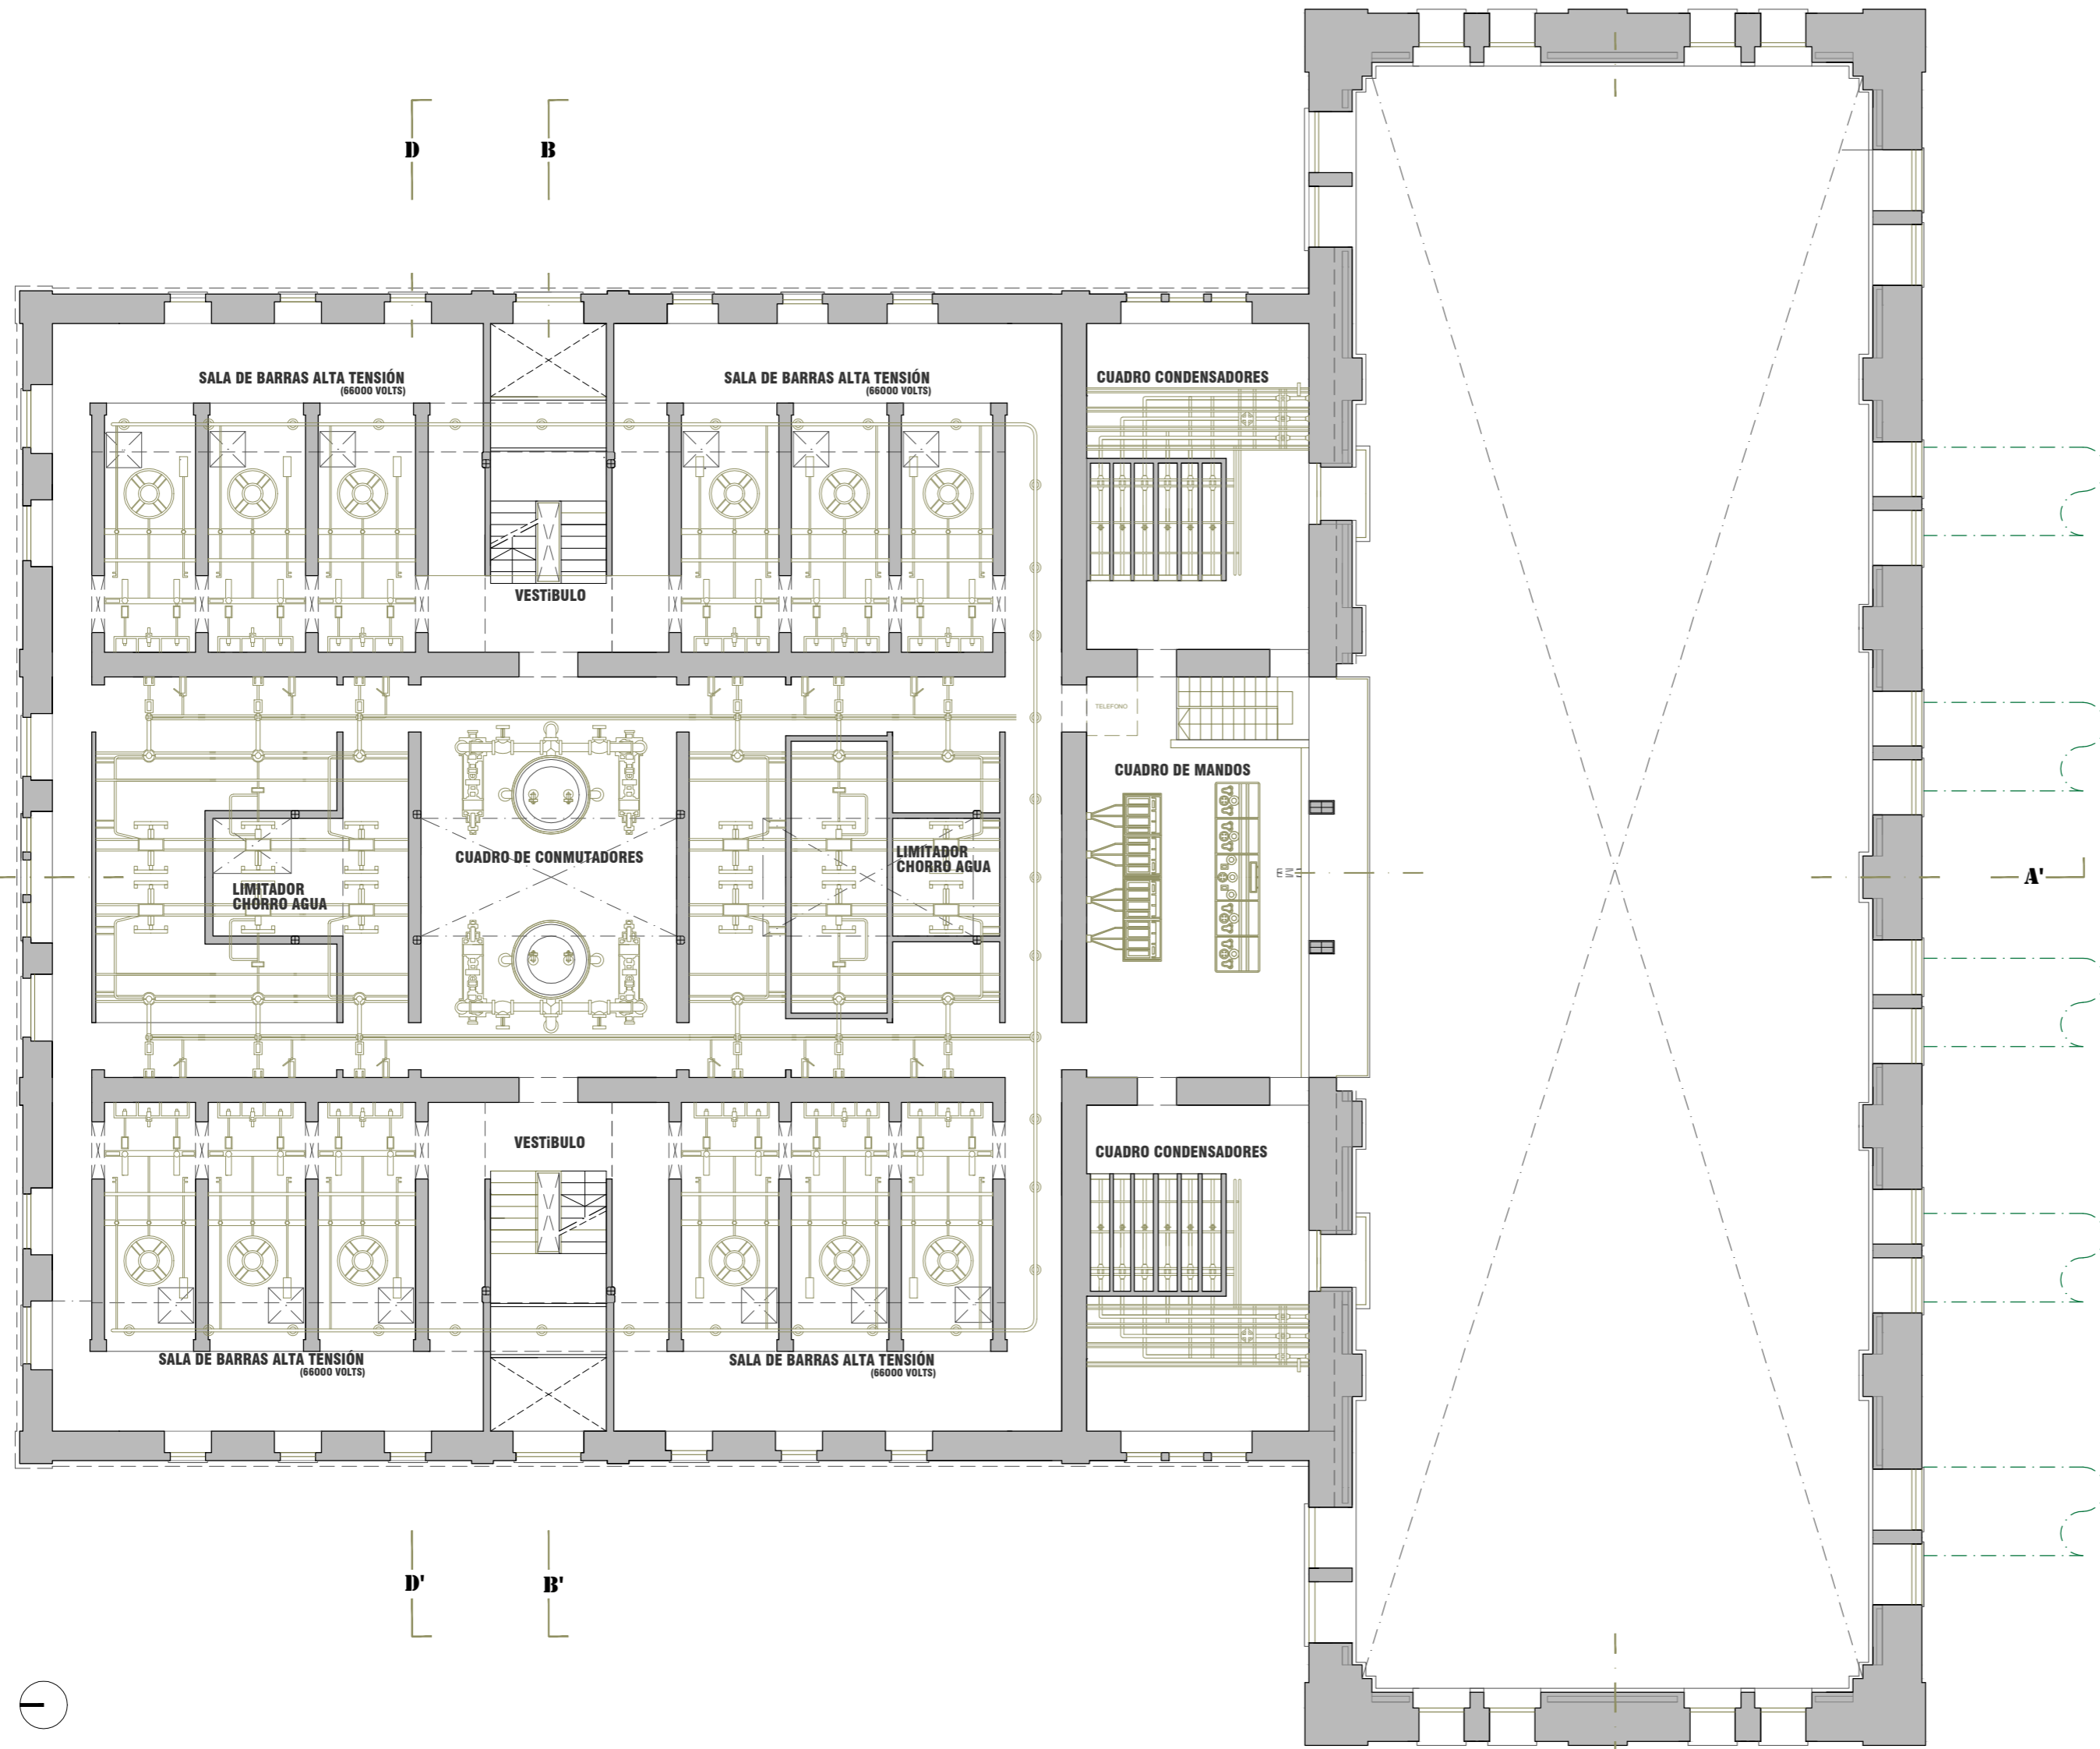 D
B
SALA DE BARRAS ALTA TENSIÓN
(66000 VOLTS)
SALA DE BARRAS ALTA TENSIÓN
(66000 VOLTS)
CUADRO CONDENSADORES
VESTiBULO
TELEFONO
CUADRO DE MANDOS
CUADRO DE CONMUTADORES
LIMITADOR
CHORRO AGUA
LIMITADOR
CHORRO AGUA
A'
VESTiBULO
CUADRO CONDENSADORES
SALA DE BARRAS ALTA TENSIÓN
(66000 VOLTS)
SALA DE BARRAS ALTA TENSIÓN
(66000 VOLTS)
D'
B'